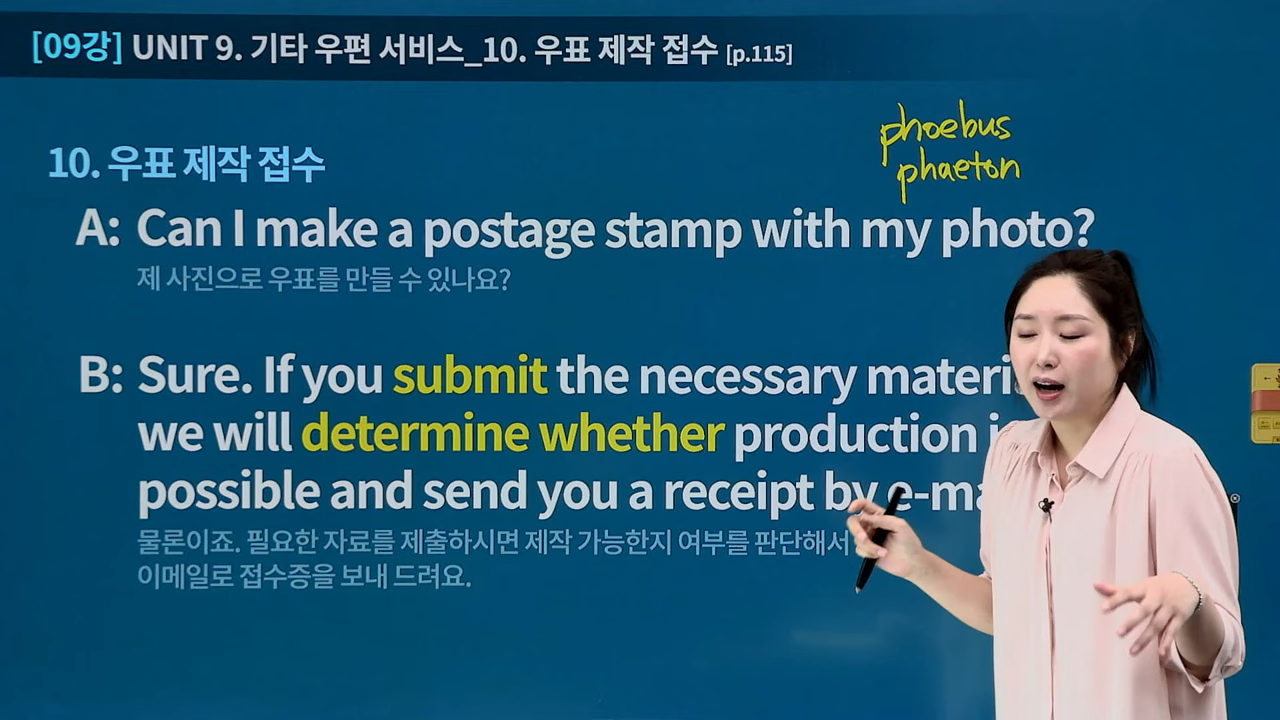 [09강] UNIT 9. 기타 우편 서비스_10. 우표 제작 접수 [p.115]
phoebus
phaeton
10. 우표 제작 접수
A: Can I make a postage stamp with my photo?
제 사진으로 우표를 만들 수 있나요?
B: Sure. If you submit the necessary
we will determine whether production
possible and send you a receipt by
물론이죠. 필요한 자료를 제출하시면 제작 가능한지 여부를 판단해서
이메일로 접수증을 보내 드려요.